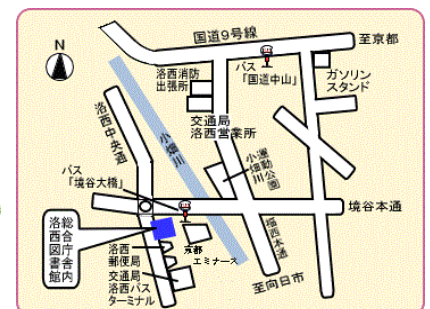 国道9号線
至京都
N
洛西消防
出張所
バス
「国道中山」
ガソリン
スタンド
洛西中央通
交通局
洛西営業所
小畑川
バス
「境谷大橋」
小畑川
運動公園
境谷本通
福西本通
洛西図書館
総合庁舎内
洛西
郵便局
京都
エミナース
交通局
洛西バス
ターミナル
至向日市